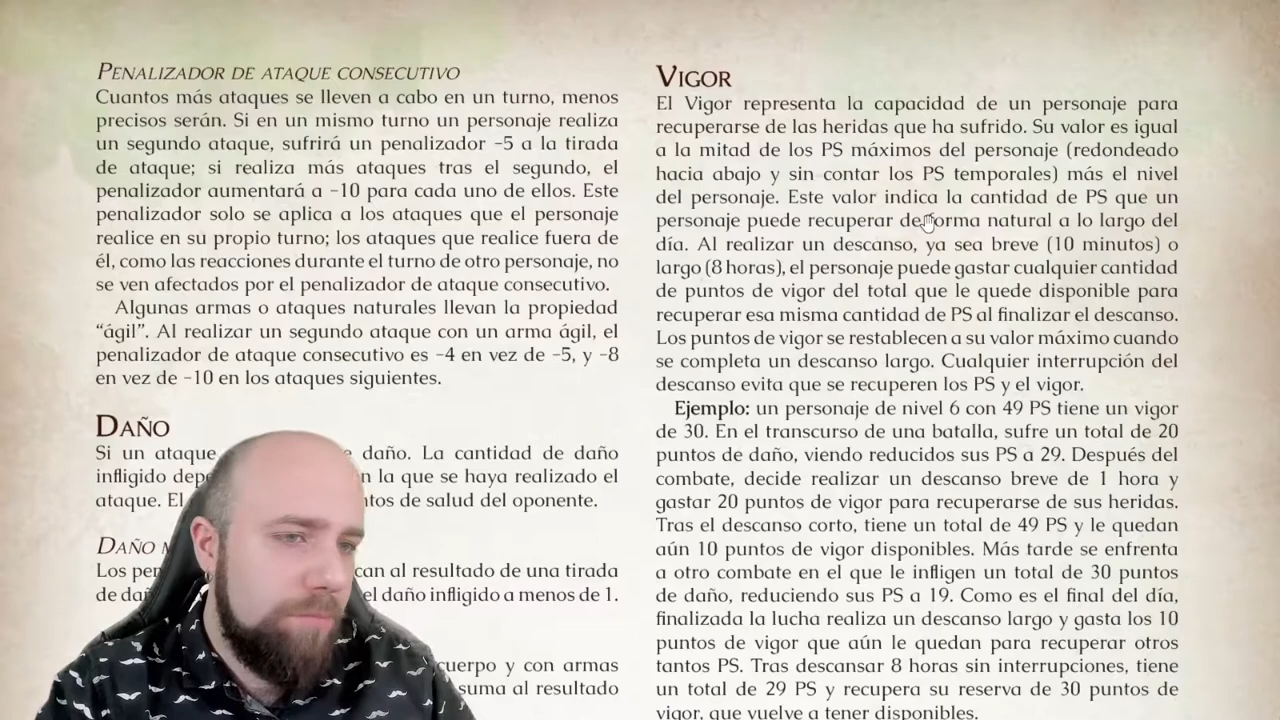 PENALIZADOR DE ATAQUE CONSECUTIVO
Cuantos más ataques se lleven a cabo en un turno, menos
precisos serán. Si en un mismo turno un personaje realiza
un segundo ataque, sufrirá un penalizador −5 a la tirada
de ataque; si realiza más ataques tras el segundo, el
penalizador aumentará a −10 para cada uno de ellos. Este
penalizador solo se aplica a los ataques que el personaje
realice en su propio turno; los ataques que realice fuera de
él, como las reacciones durante el turno de otro personaje, no
se ven afectados por el penalizador de ataque consecutivo.
Algunas armas o ataques naturales llevan la propiedad
“ágil”. Al realizar un segundo ataque con un arma ágil, el
penalizador de ataque consecutivo es −4 en vez de −5, y −8
en vez de −10 en los ataques siguientes.
DAÑO
Si un ataque daño. La cantidad de daño
infligido la que se haya realizado el
ataque. El de salud del oponente.
DAÑO
Los al resultado de una tirada
de el daño infligido a menos de 1.
cuerpo y con armas
suma al resultado
VIGOR
El Vigor representa la capacidad de un personaje para
recuperarse de las heridas que ha sufrido. Su valor es igual
a la mitad de los PS máximos del personaje (redondeado
hacia abajo y sin contar los PS temporales) más el nivel
del personaje. Este valor indica la cantidad de PS que un
personaje puede recuperar de forma natural a lo largo del
día. Al realizar un descanso, ya sea breve (10 minutos) o
largo (8 horas), el personaje puede gastar cualquier cantidad
de puntos de vigor del total que le quede disponible para
recuperar esa misma cantidad de PS al finalizar el descanso.
Los puntos de vigor se restablecen a su valor máximo cuando
se completa un descanso largo. Cualquier interrupción del
descanso evita que se recuperen los PS y el vigor.
Ejemplo: un personaje de nivel 6 con 49 PS tiene un vigor
de 30. En el transcurso de una batalla, sufre un total de 20
puntos de daño, viendo reducidos sus PS a 29. Después del
combate, decide realizar un descanso breve de 1 hora y
gastar 20 puntos de vigor para recuperarse de sus heridas.
Tras el descanso corto, tiene un total de 49 PS y le quedan
aún 10 puntos de vigor disponibles. Más tarde se enfrenta
a otro combate en el que le infligen un total de 30 puntos
de daño, reduciendo sus PS a 19. Como es el final del día,
finalizada la lucha realiza un descanso largo y gasta los 10
puntos de vigor que aún le quedan para recuperar otros
tantos PS. Tras descansar 8 horas sin interrupciones, tiene
un total de 29 PS y recupera su reserva de 30 puntos de
vigor, que vuelve a tener disponibles.